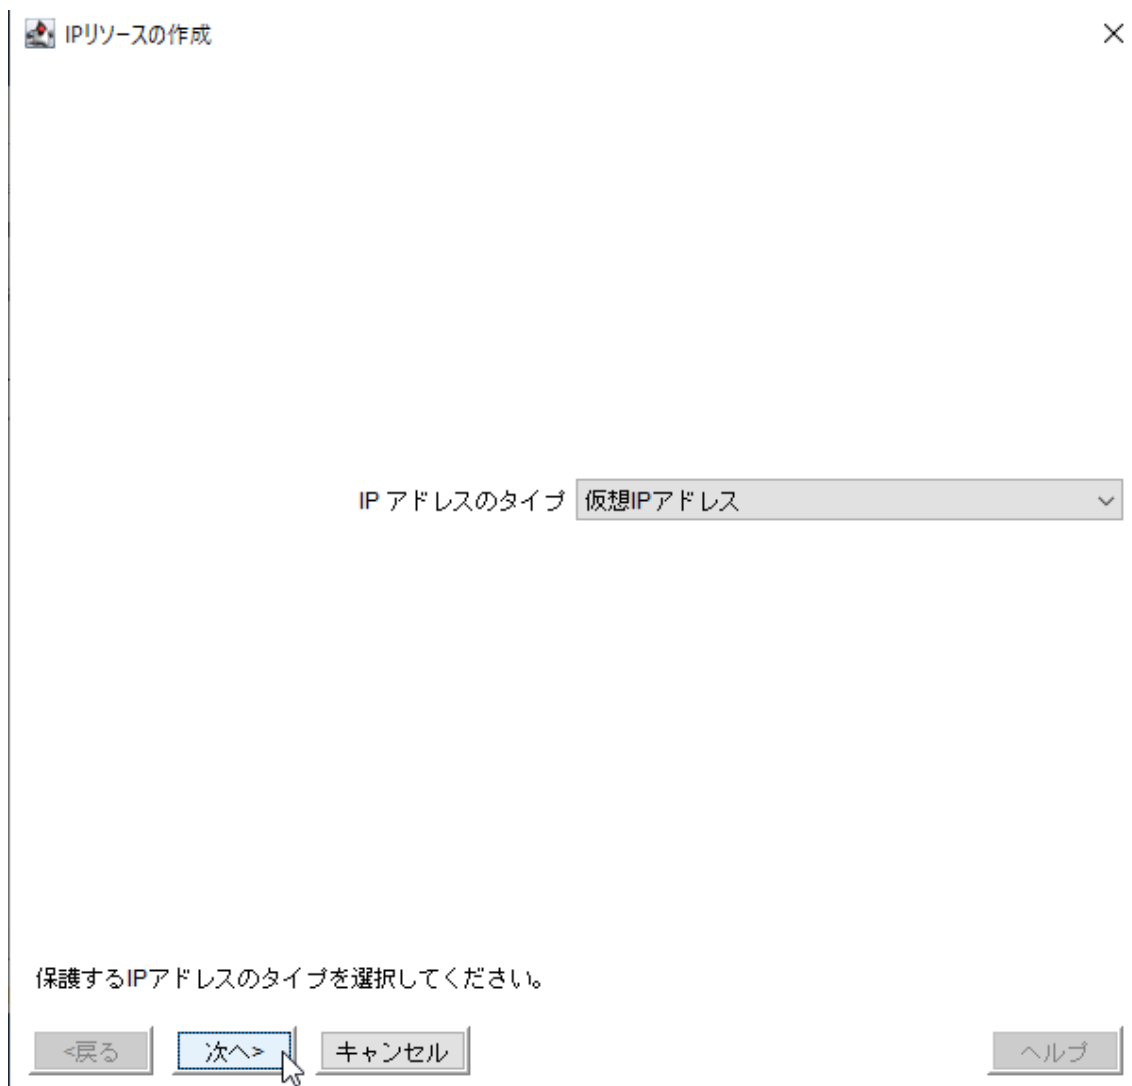 IPリソースの作成
IP アドレスのタイプ 仮想IPアドレス
保護するIPアドレスのタイプを選択してください。
<戻る 次へ> キャンセル ヘルプ